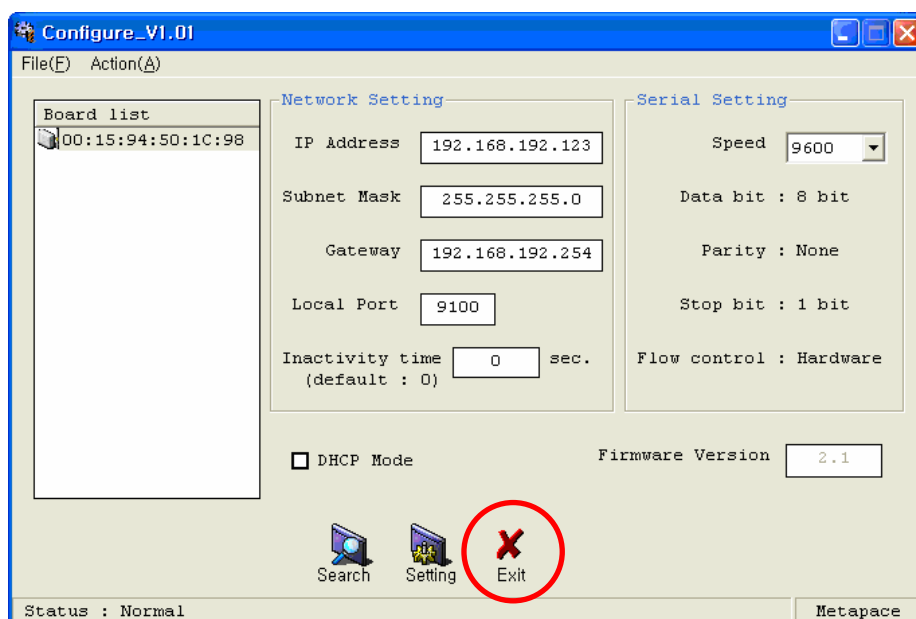 Configure_V1.01
File(F) Action(A)
Board list
00:15:94:50:1C:98
Network Setting
IP Address 192.168.192.123
Subnet Mask 255.255.255.0
Gateway 192.168.192.254
Local Port 9100
Inactivity time 0 sec.
(default : 0)
Serial Setting
Speed 9600
Data bit : 8 bit
Parity : None
Stop bit : 1 bit
Flow control : Hardware
DHCP Mode
Firmware Version 2.1
Search Setting Exit
Status : Normal Metapace